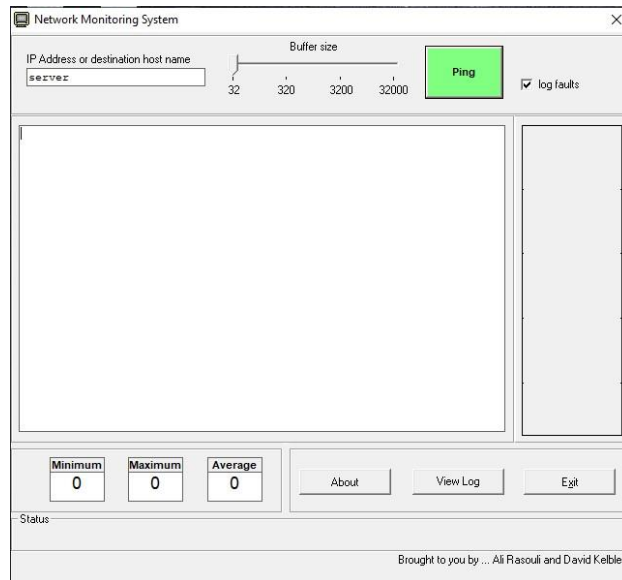 Network Monitoring System
IP Address or destination host name
server
Buffer size
32 320 3200 32000
Ping
log faults
Minimum Maximum Average
0 0 0
About View Log Exit
Status
Brought to you by ... Ali Rasouli and David Kelble